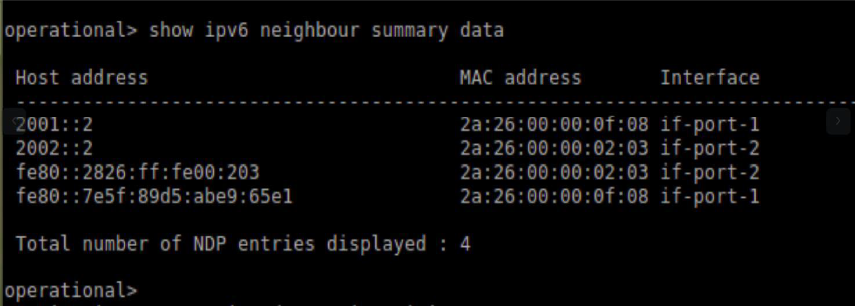 operational> show ipv6 neighbour summary data
Host address MAC address Interface
--------------------------------------------------------------------------------
2001::2 2a:26:00:00:0f:08 if-port-1
2002::2 2a:26:00:00:02:03 if-port-2
fe80::2826:ff:fe00:203 2a:26:00:00:02:03 if-port-2
fe80::7e5f:89d5:abe9:65e1 2a:26:00:00:0f:08 if-port-1
Total number of NDP entries displayed : 4
operational>